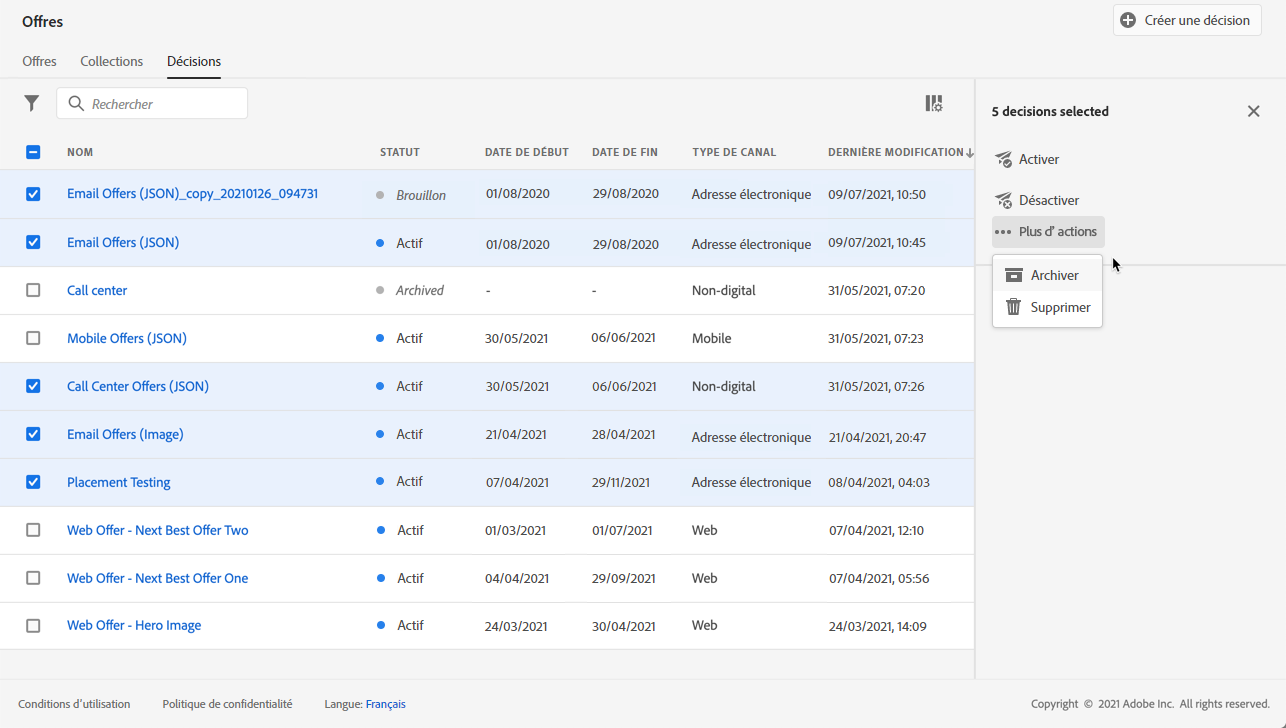 Offres
Créer une décision
Offres Collections Décisions
Rechercher
NOM STATUT DATE DE DÉBUT DATE DE FIN TYPE DE CANAL DERNIÈRE MODIFICATION
Email Offers (JSON)_copy_20210126_094731 Brouillon 01/08/2020 29/08/2020 Adresse électronique 09/07/2021, 10:50
Email Offers (JSON) Actif 01/08/2020 29/08/2020 Adresse électronique 09/07/2021, 10:45
Call center Archived - - Non-digital 31/05/2021, 07:20
Mobile Offers (JSON) Actif 30/05/2021 06/06/2021 Mobile 31/05/2021, 07:23
Call Center Offers (JSON) Actif 30/05/2021 06/06/2021 Non-digital 31/05/2021, 07:26
Email Offers (Image) Actif 21/04/2021 28/04/2021 Adresse électronique 21/04/2021, 20:47
Placement Testing Actif 07/04/2021 29/11/2021 Adresse électronique 08/04/2021, 04:03
Web Offer - Next Best Offer Two Actif 01/03/2021 01/07/2021 Web 07/04/2021, 12:10
Web Offer - Next Best Offer One Actif 04/04/2021 29/09/2021 Web 07/04/2021, 05:56
Web Offer - Hero Image Actif 24/03/2021 30/04/2021 Web 24/03/2021, 14:09
5 decisions selected
Activer
Désactiver
Plus d' actions
Archiver
Supprimer
Conditions d'utilisation Politique de confidentialité Langue: Français Copyright © 2021 Adobe Inc. All rights reserved.